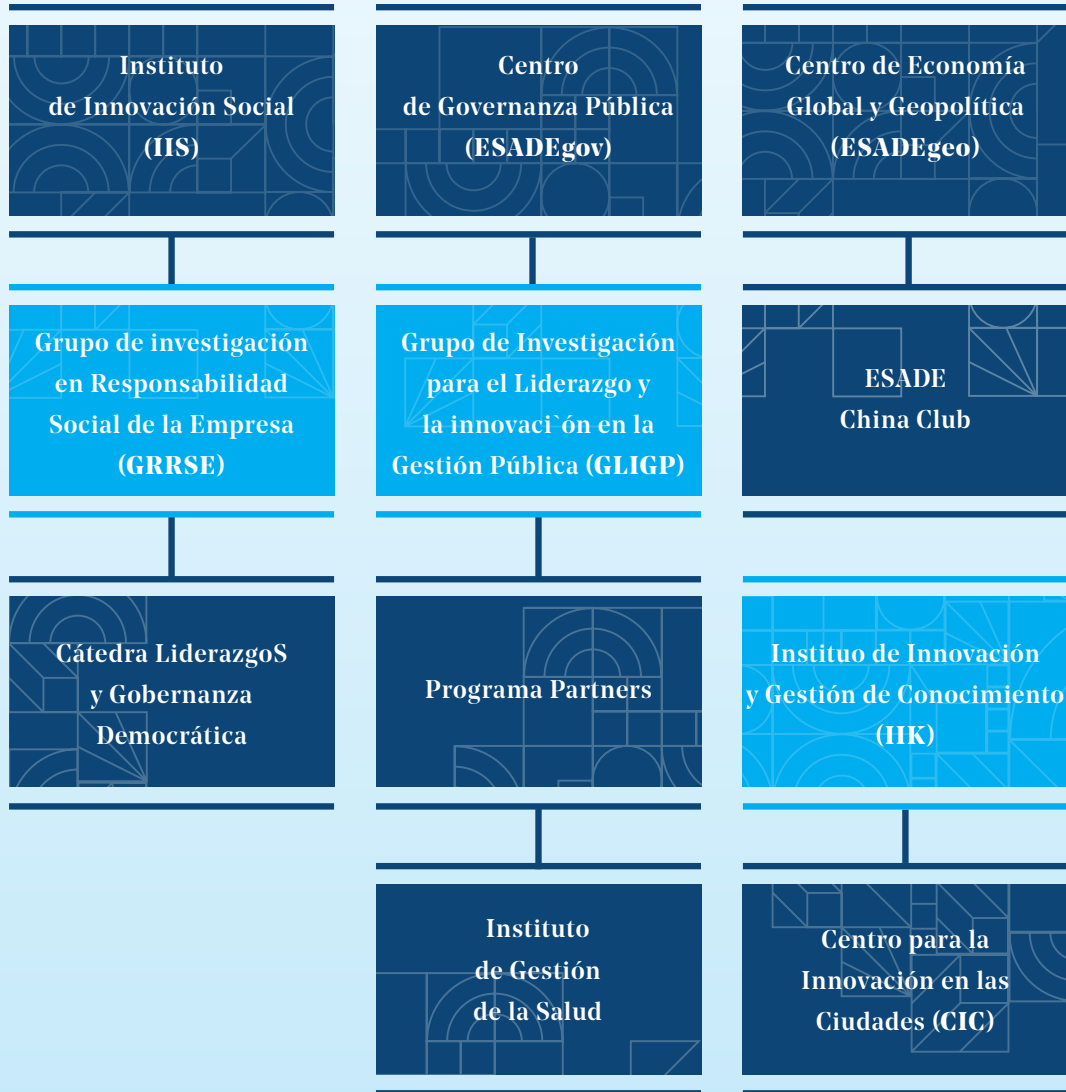 Instituto
de Innovación Social
(IIS)
Centro
de Governanza Pública
(ESADEgov)
Centro de Economía
Global y Geopolítica
(ESADEgeo)
Grupo de investigación
en Responsabilidad
Social de la Empresa
(GRRSE)
Grupo de Investigación
para el Liderazgo y
la innovaci`ón en la
Gestión Pública (GLIGP)
ESADE
China Club
Cátedra LiderazgoS
y Gobernanza
Democrática
Programa Partners
Instituo de Innovación
y Gestión de Conocimiento
(IIK)
Instituto
de Gestión
de la Salud
Centro para la
Innovación en las
Ciudades (CIC)